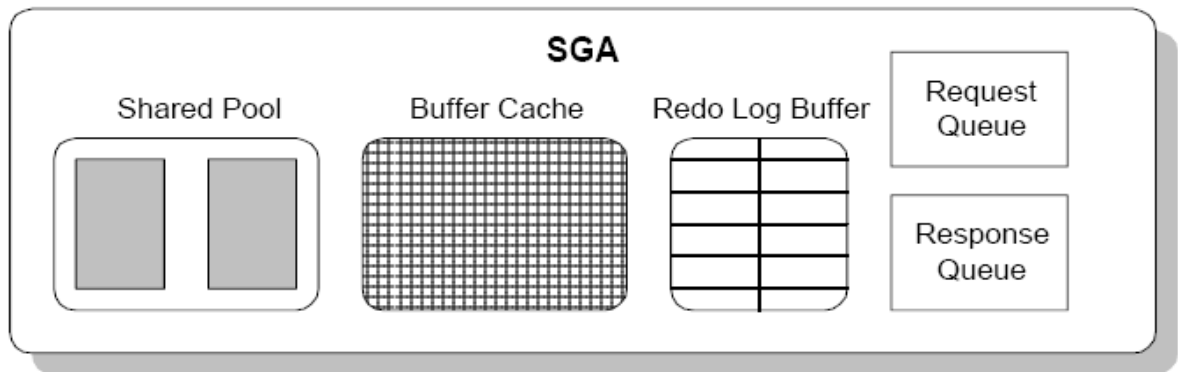 SGA
Shared Pool
Buffer Cache
Redo Log Buffer
Request
Queue
Response
Queue